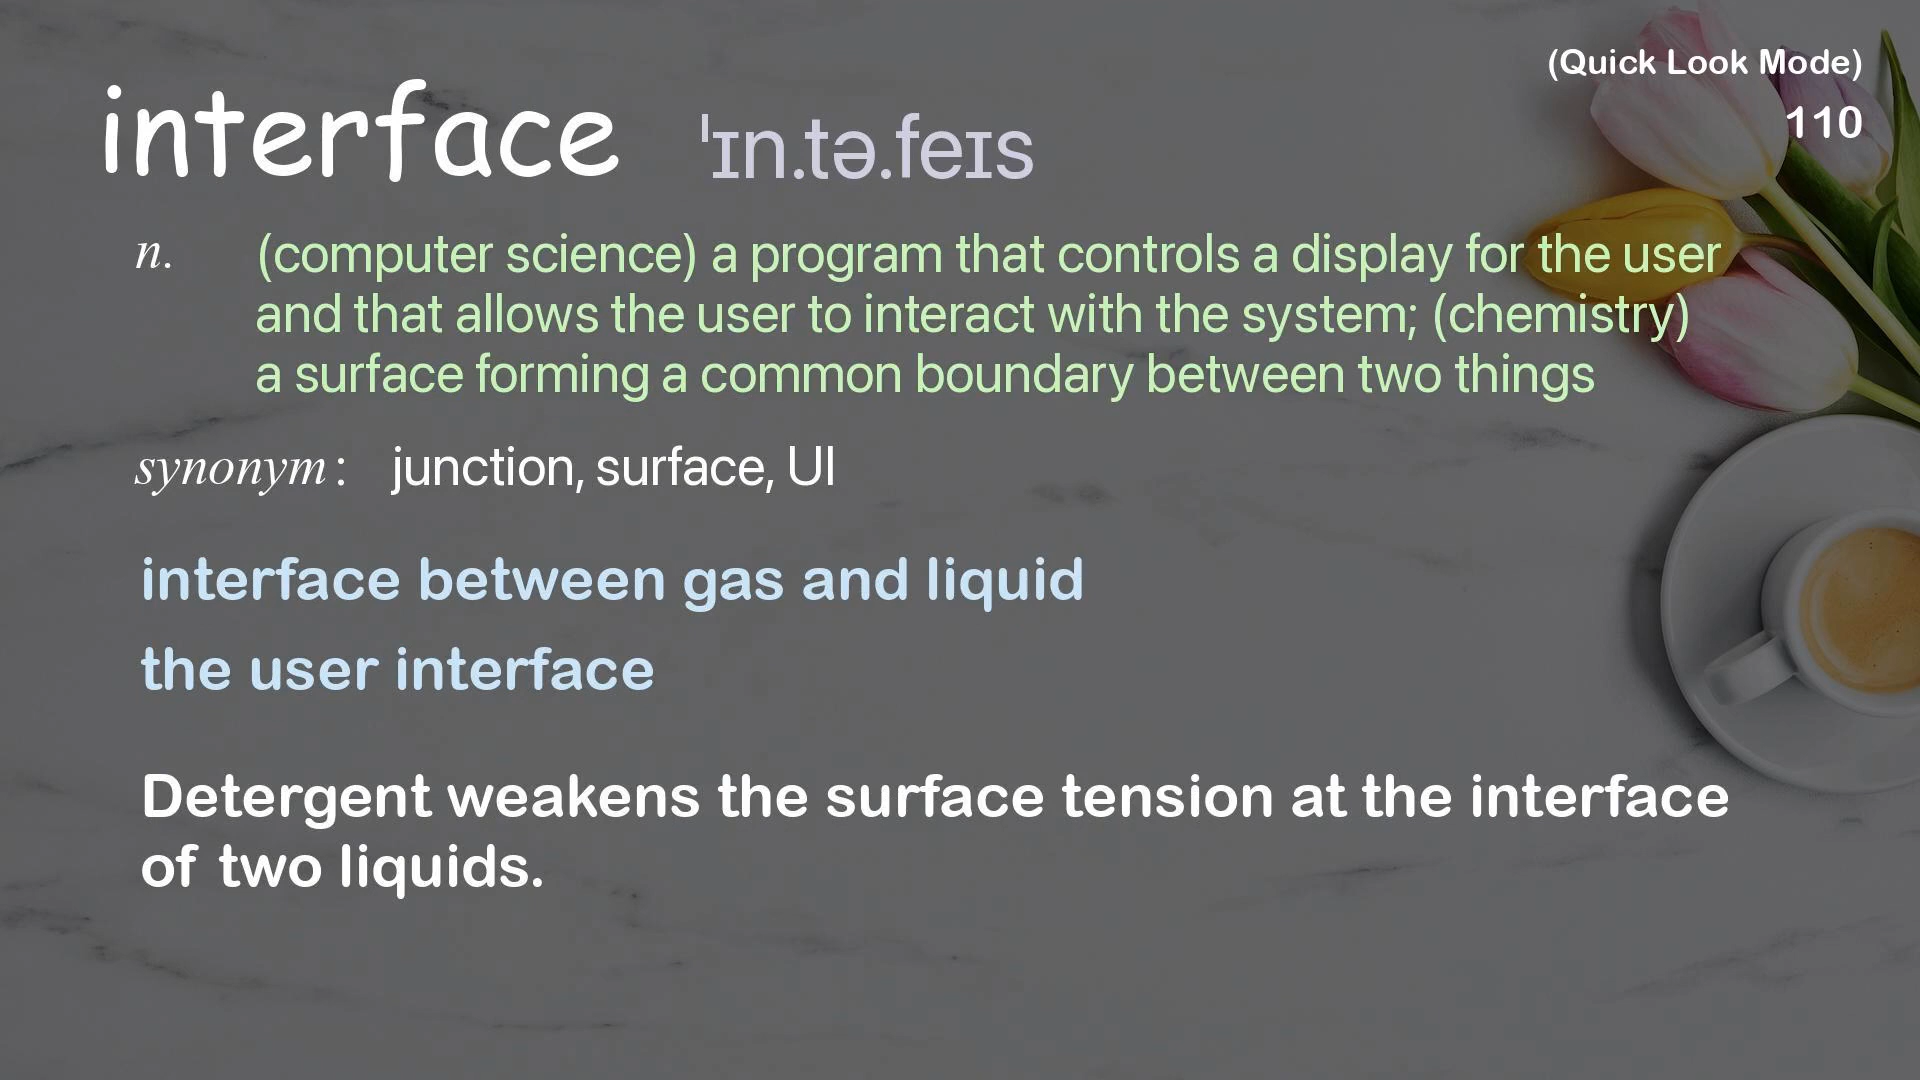 (Quick Look Mode)
110
interface ˈɪn.tə.feɪs
n. (computer science) a program that controls a display for the user
and that allows the user to interact with the system; (chemistry)
a surface forming a common boundary between two things
synonym: junction, surface, UI
interface between gas and liquid
the user interface
Detergent weakens the surface tension at the interface
of two liquids.